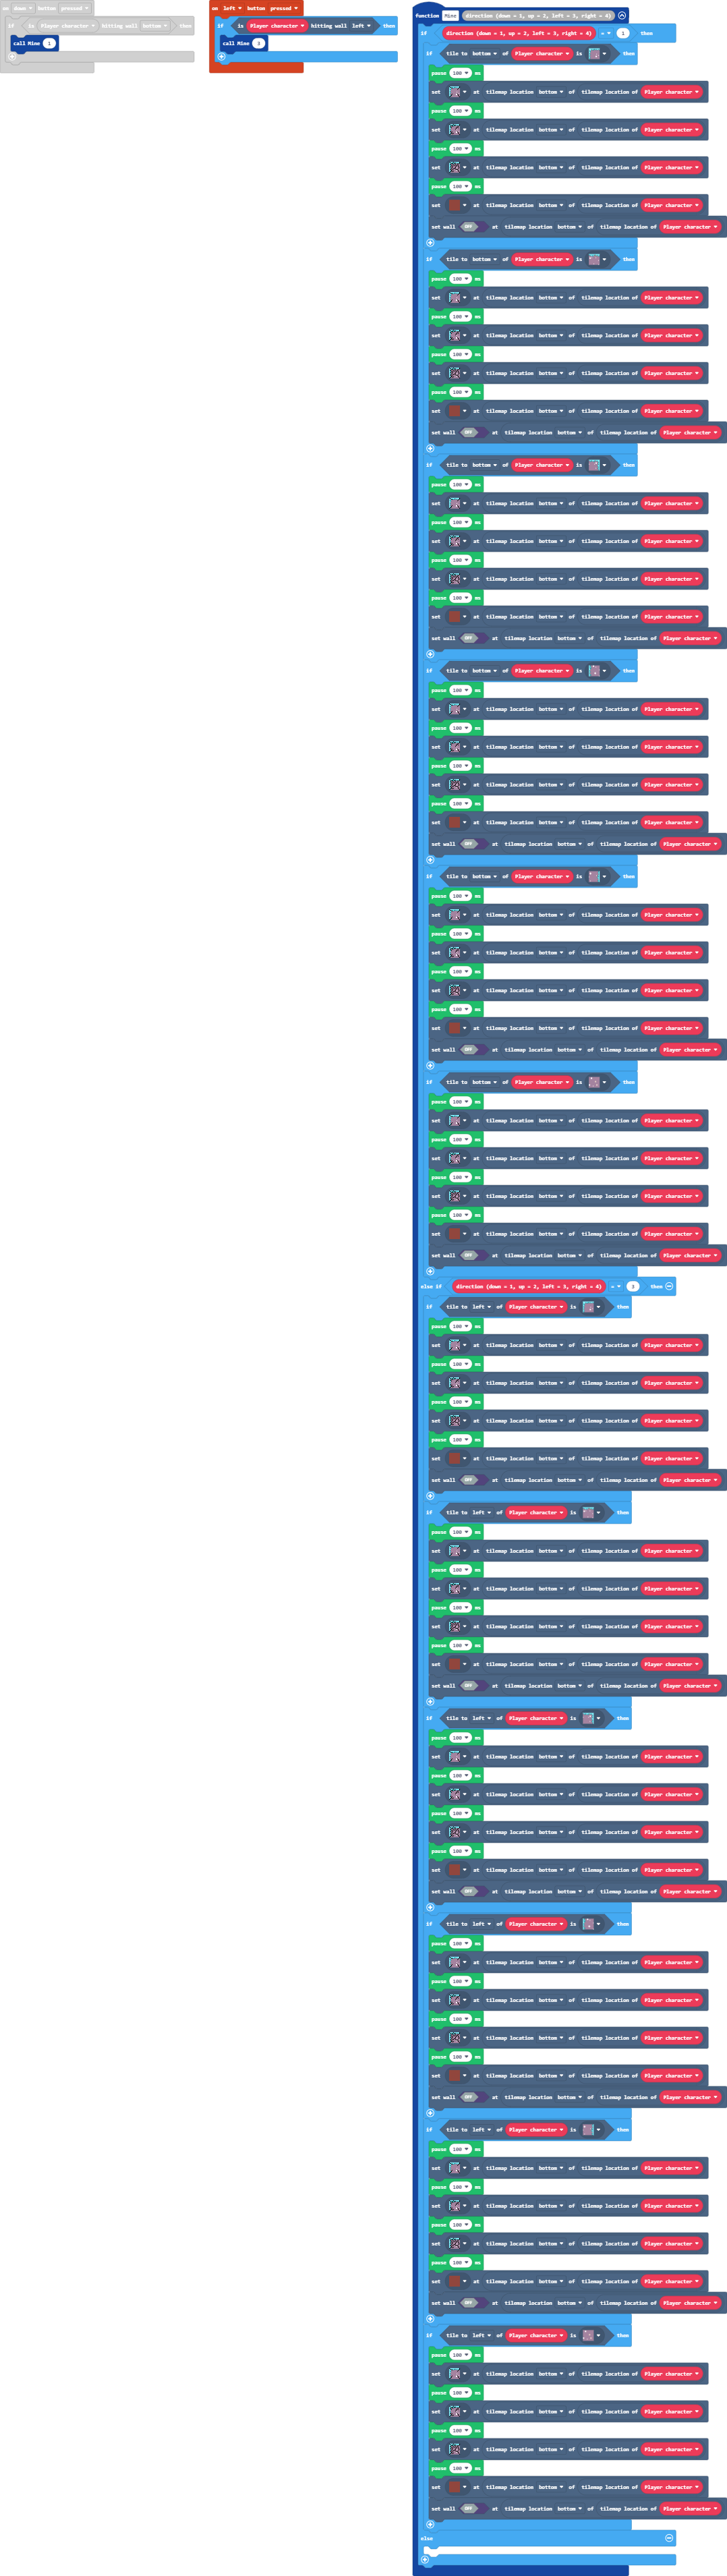 on down button pressed
if is Player character hitting wall bottom then
call Mine 1
on left button pressed
if is Player character hitting wall left then
call Mine 3
function Mine direction (down = 1, up = 2, left = 3, right = 4)
if direction (down = 1, up = 2, left = 3, right = 4) = 1 then
if tile to bottom of Player character is then
pause 100 ms
set at tilemap location bottom of tilemap location of Player character
pause 100 ms
set at tilemap location bottom of tilemap location of Player character
pause 100 ms
set at tilemap location bottom of tilemap location of Player character
pause 100 ms
set at tilemap location bottom of tilemap location of Player character
set wall OFF at tilemap location bottom of tilemap location of Player character
if tile to bottom of Player character is then
pause 100 ms
set at tilemap location bottom of tilemap location of Player character
pause 100 ms
set at tilemap location bottom of tilemap location of Player character
pause 100 ms
set at tilemap location bottom of tilemap location of Player character
pause 100 ms
set at tilemap location bottom of tilemap location of Player character
set wall OFF at tilemap location bottom of tilemap location of Player character
if tile to bottom of Player character is then
pause 100 ms
set at tilemap location bottom of tilemap location of Player character
pause 100 ms
set at tilemap location bottom of tilemap location of Player character
pause 100 ms
set at tilemap location bottom of tilemap location of Player character
pause 100 ms
set at tilemap location bottom of tilemap location of Player character
set wall OFF at tilemap location bottom of tilemap location of Player character
if tile to bottom of Player character is then
pause 100 ms
set at tilemap location bottom of tilemap location of Player character
pause 100 ms
set at tilemap location bottom of tilemap location of Player character
pause 100 ms
set at tilemap location bottom of tilemap location of Player character
pause 100 ms
set at tilemap location bottom of tilemap location of Player character
set wall OFF at tilemap location bottom of tilemap location of Player character
if tile to bottom of Player character is then
pause 100 ms
set at tilemap location bottom of tilemap location of Player character
pause 100 ms
set at tilemap location bottom of tilemap location of Player character
pause 100 ms
set at tilemap location bottom of tilemap location of Player character
pause 100 ms
set at tilemap location bottom of tilemap location of Player character
set wall OFF at tilemap location bottom of tilemap location of Player character
if tile to bottom of Player character is then
pause 100 ms
set at tilemap location bottom of tilemap location of Player character
pause 100 ms
set at tilemap location bottom of tilemap location of Player character
pause 100 ms
set at tilemap location bottom of tilemap location of Player character
pause 100 ms
set at tilemap location bottom of tilemap location of Player character
set wall OFF at tilemap location bottom of tilemap location of Player character
else if direction (down = 1, up = 2, left = 3, right = 4) = 3 then
if tile to left of Player character is then
pause 100 ms
set at tilemap location bottom of tilemap location of Player character
pause 100 ms
set at tilemap location bottom of tilemap location of Player character
pause 100 ms
set at tilemap location bottom of tilemap location of Player character
pause 100 ms
set at tilemap location bottom of tilemap location of Player character
set wall OFF at tilemap location bottom of tilemap location of Player character
if tile to left of Player character is then
pause 100 ms
set at tilemap location bottom of tilemap location of Player character
pause 100 ms
set at tilemap location bottom of tilemap location of Player character
pause 100 ms
set at tilemap location bottom of tilemap location of Player character
pause 100 ms
set at tilemap location bottom of tilemap location of Player character
set wall OFF at tilemap location bottom of tilemap location of Player character
if tile to left of Player character is then
pause 100 ms
set at tilemap location bottom of tilemap location of Player character
pause 100 ms
set at tilemap location bottom of tilemap location of Player character
pause 100 ms
set at tilemap location bottom of tilemap location of Player character
pause 100 ms
set at tilemap location bottom of tilemap location of Player character
set wall OFF at tilemap location bottom of tilemap location of Player character
if tile to left of Player character is then
pause 100 ms
set at tilemap location bottom of tilemap location of Player character
pause 100 ms
set at tilemap location bottom of tilemap location of Player character
pause 100 ms
set at tilemap location bottom of tilemap location of Player character
pause 100 ms
set at tilemap location bottom of tilemap location of Player character
set wall OFF at tilemap location bottom of tilemap location of Player character
if tile to left of Player character is then
pause 100 ms
set at tilemap location bottom of tilemap location of Player character
pause 100 ms
set at tilemap location bottom of tilemap location of Player character
pause 100 ms
set at tilemap location bottom of tilemap location of Player character
pause 100 ms
set at tilemap location bottom of tilemap location of Player character
set wall OFF at tilemap location bottom of tilemap location of Player character
if tile to left of Player character is then
pause 100 ms
set at tilemap location bottom of tilemap location of Player character
pause 100 ms
set at tilemap location bottom of tilemap location of Player character
pause 100 ms
set at tilemap location bottom of tilemap location of Player character
pause 100 ms
set at tilemap location bottom of tilemap location of Player character
set wall OFF at tilemap location bottom of tilemap location of Player character
else